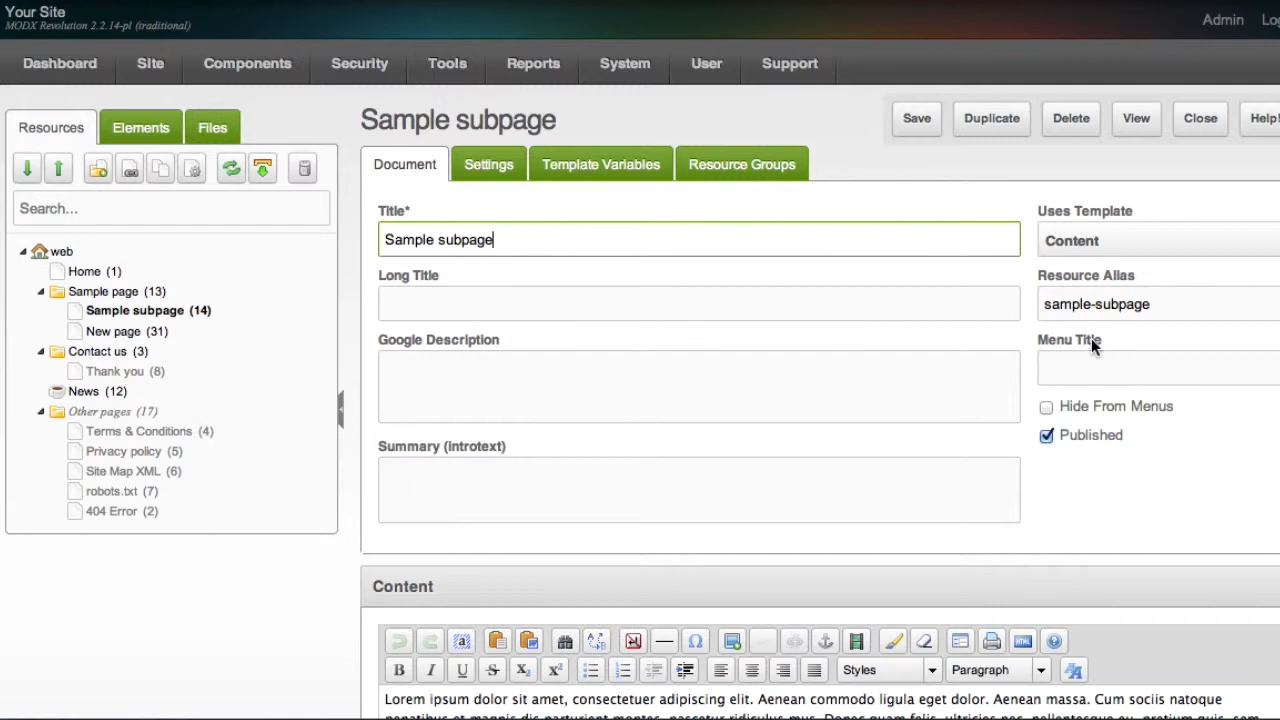 Your Site
MODX Revolution 2.2.14-pl (traditional)
Admin
Dashboard Site Components Security Tools Reports System User Support
Resources Elements Files
Search...
web
Home (1)
Sample page (13)
Sample subpage (14)
New page (31)
Contact us (3)
Thank you (8)
News (12)
Other pages (17)
Terms & Conditions (4)
Privacy policy (5)
Site Map XML (6)
robots.txt (7)
404 Error (2)
Sample subpage
Save Duplicate Delete View Close Help!
Document Settings Template Variables Resource Groups
Title*
Sample subpage
Long Title
Google Description
Summary (introtext)
Uses Template
Content
Resource Alias
sample-subpage
Menu Title
Hide From Menus
Published
Content
Styles Paragraph
Lorem ipsum dolor sit amet, consectetuer adipiscing elit. Aenean commodo ligula eget dolor. Aenean massa. Cum sociis natoque